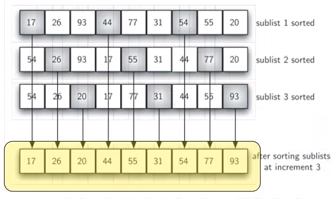 17 26 93 44 77 31 54 55 20 sublist 1 sorted
54 26 93 17 55 31 44 77 20 sublist 2 sorted
54 26 20 17 77 31 44 55 93 sublist 3 sorted
17 26 20 44 55 31 54 77 93 after sorting sublists
at increment 3